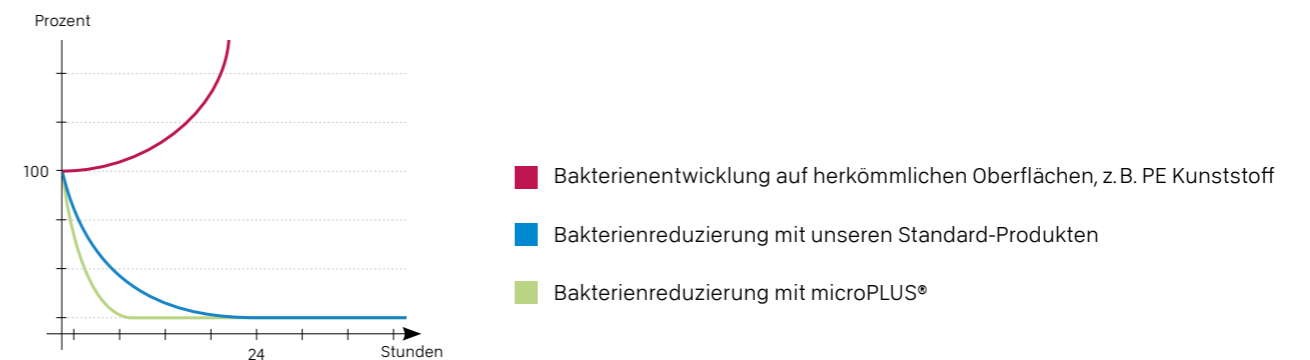 Prozent
100
24
Stunden
Bakterienentwicklung auf herkömmlichen Oberflächen, z. B. PE Kunststoff
Bakterienreduzierung mit unseren Standard-Produkten
Bakterienreduzierung mit microPLUS®